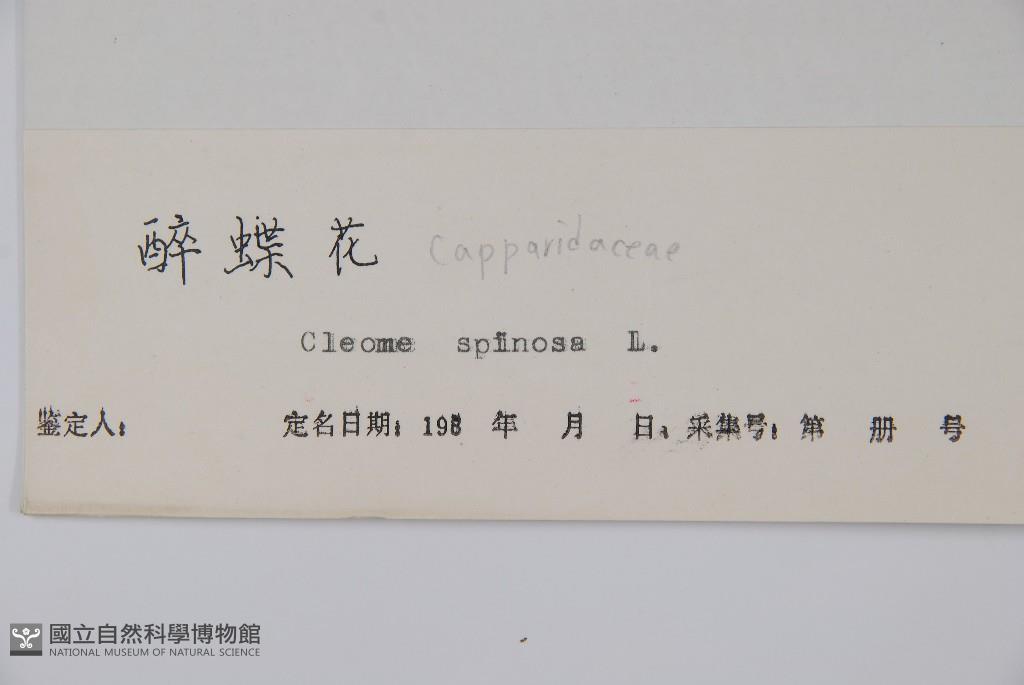 醉蝶花 Capparidaceae
Cleome spinosa L.
鉴定人: 定名日期: 198 年 月 日. 采集号: 第 册 号
國立自然科學博物館
NATIONAL MUSEUM OF NATURAL SCIENCE